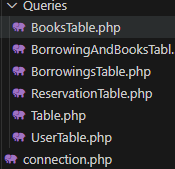 Queries
BooksTable.php
BorrowingAndBooksTabl.
BorrowingsTable.php
ReservationTable.php
Table.php
UserTable.php
connection.php